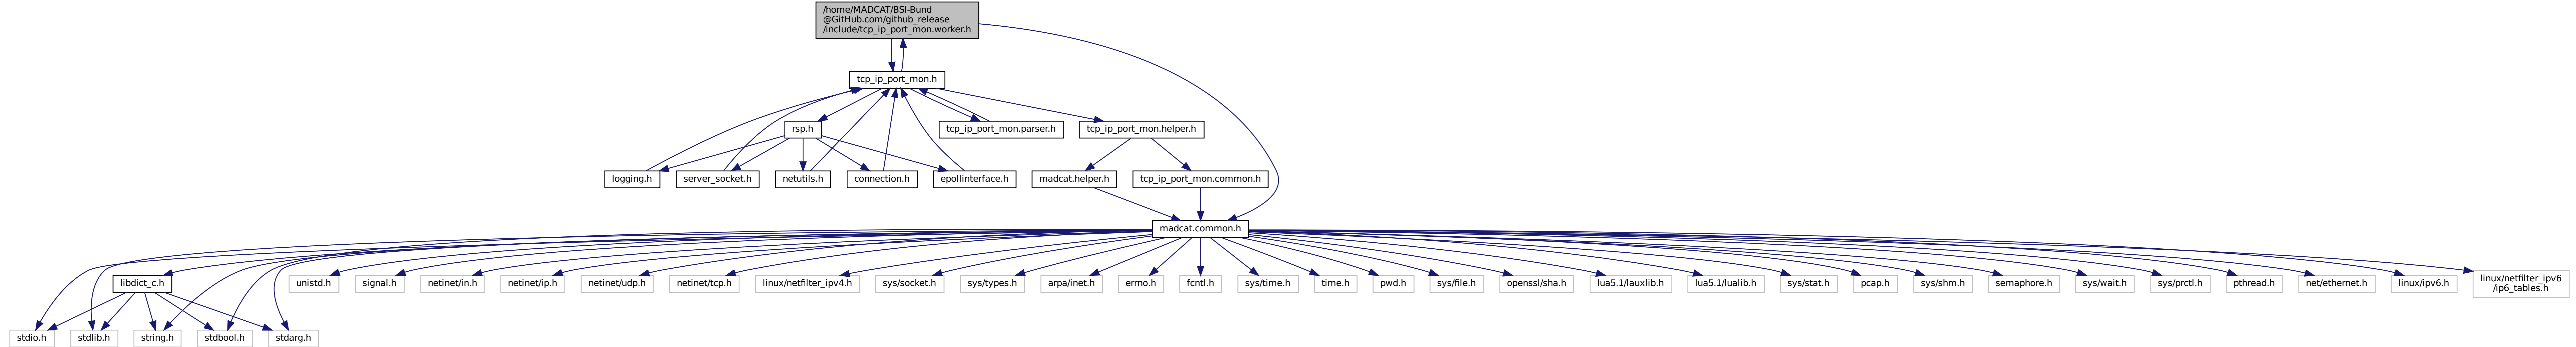 /home/MADCAT/BSI-Bund
@GitHub.com/github_release
/include/tcp_ip_port_mon.worker.h
tcp_ip_port_mon.h
rsp.h
tcp_ip_port_mon.parser.h
tcp_ip_port_mon.helper.h
logging.h
server_socket.h
netutils.h
connection.h
epollinterface.h
madcat.helper.h
tcp_ip_port_mon.common.h
madcat.common.h
libdict_c.h
unistd.h
signal.h
netinet/in.h
netinet/ip.h
netinet/udp.h
netinet/tcp.h
linux/netfilter_ipv4.h
sys/socket.h
sys/types.h
arpa/inet.h
errno.h
fcntl.h
sys/time.h
time.h
pwd.h
sys/file.h
openssl/sha.h
lua5.1/lauxlib.h
lua5.1/lualib.h
sys/stat.h
pcap.h
sys/shm.h
semaphore.h
sys/wait.h
sys/prctl.h
pthread.h
net/ethernet.h
linux/ipv6.h
linux/netfilter_ipv6
/ip6_tables.h
stdio.h
stdlib.h
string.h
stdbool.h
stdarg.h